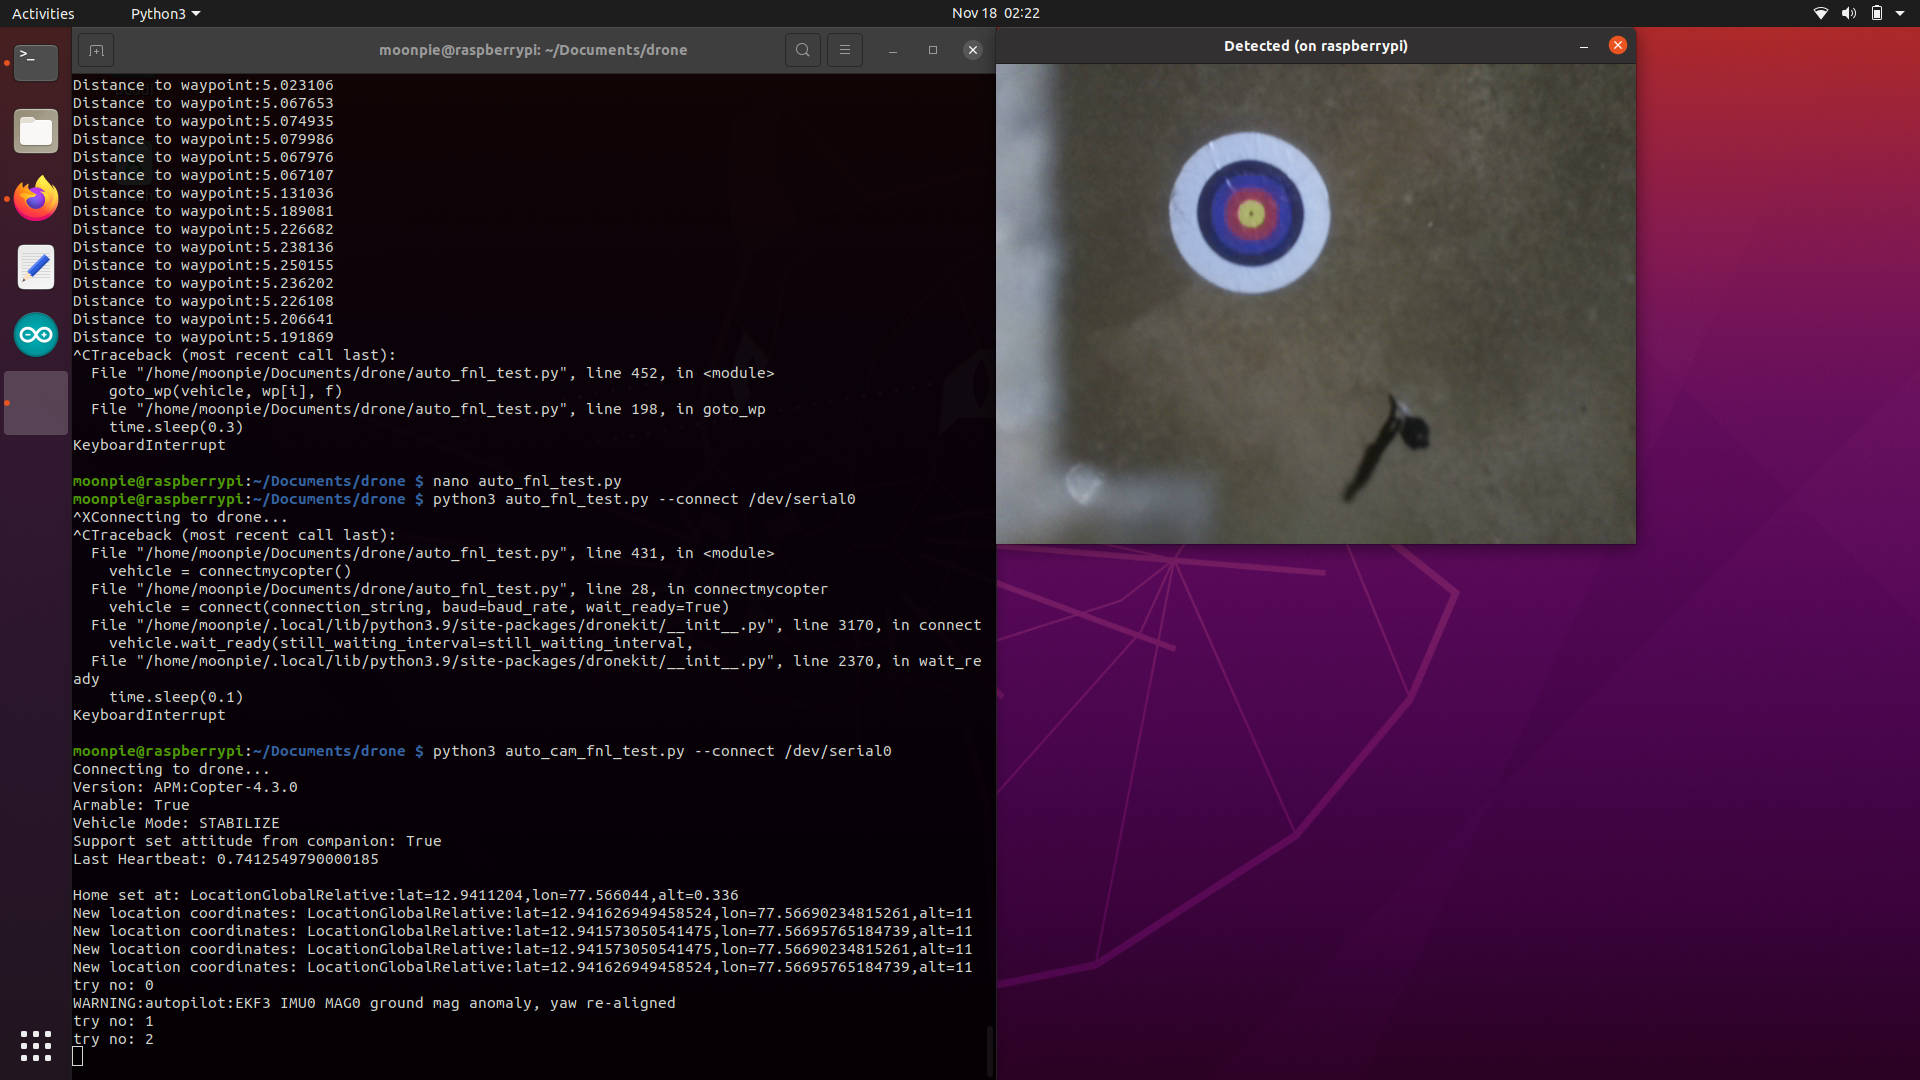 Activities
Python3
Nov 18 02:22
moonpie@raspberrypi: ~/Documents/drone
Detected (on raspberrypi)
Distance to waypoint:5.023106
Distance to waypoint:5.067653
Distance to waypoint:5.074935
Distance to waypoint:5.079986
Distance to waypoint:5.067976
Distance to waypoint:5.067107
Distance to waypoint:5.131036
Distance to waypoint:5.189081
Distance to waypoint:5.226682
Distance to waypoint:5.238136
Distance to waypoint:5.250155
Distance to waypoint:5.236202
Distance to waypoint:5.226108
Distance to waypoint:5.206641
Distance to waypoint:5.191869
^CTraceback (most recent call last):
  File "/home/moonpie/Documents/drone/auto_fnl_test.py", line 452, in <module>
    goto_wp(vehicle, wp[i], f)
  File "/home/moonpie/Documents/drone/auto_fnl_test.py", line 198, in goto_wp
    time.sleep(0.3)
KeyboardInterrupt
moonpie@raspberrypi:~/Documents/drone $ nano auto_fnl_test.py
moonpie@raspberrypi:~/Documents/drone $ python3 auto_fnl_test.py --connect /dev/serial0
^XConnecting to drone...
^CTraceback (most recent call last):
  File "/home/moonpie/Documents/drone/auto_fnl_test.py", line 431, in <module>
    vehicle = connectmycopter()
  File "/home/moonpie/Documents/drone/auto_fnl_test.py", line 28, in connectmycopter
    vehicle = connect(connection_string, baud=baud_rate, wait_ready=True)
  File "/home/moonpie/.local/lib/python3.9/site-packages/dronekit/__init__.py", line 3170, in connect
    vehicle.wait_ready(still_waiting_interval=still_waiting_interval,
  File "/home/moonpie/.local/lib/python3.9/site-packages/dronekit/__init__.py", line 2370, in wait_re
ady
    time.sleep(0.1)
KeyboardInterrupt
moonpie@raspberrypi:~/Documents/drone $ python3 auto_cam_fnl_test.py --connect /dev/serial0
Connecting to drone...
Version: APM:Copter-4.3.0
Armable: True
Vehicle Mode: STABILIZE
Support set attitude from companion: True
Last Heartbeat: 0.7412549790000185
Home set at: LocationGlobalRelative:lat=12.9411204,lon=77.566044,alt=0.336
New location coordinates: LocationGlobalRelative:lat=12.941626949458524,lon=77.56690234815261,alt=11
New location coordinates: LocationGlobalRelative:lat=12.941573050541475,lon=77.56695765184739,alt=11
New location coordinates: LocationGlobalRelative:lat=12.941573050541475,lon=77.56690234815261,alt=11
New location coordinates: LocationGlobalRelative:lat=12.941626949458524,lon=77.56695765184739,alt=11
try no: 0
WARNING:autopilot:EKF3 IMU0 MAG0 ground mag anomaly, yaw re-aligned
try no: 1
try no: 2